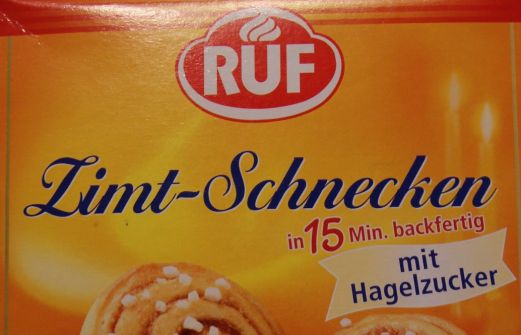 RUF
Zimt-Schnecken
in 15 Min. backfertig
mit
Hagelzucker